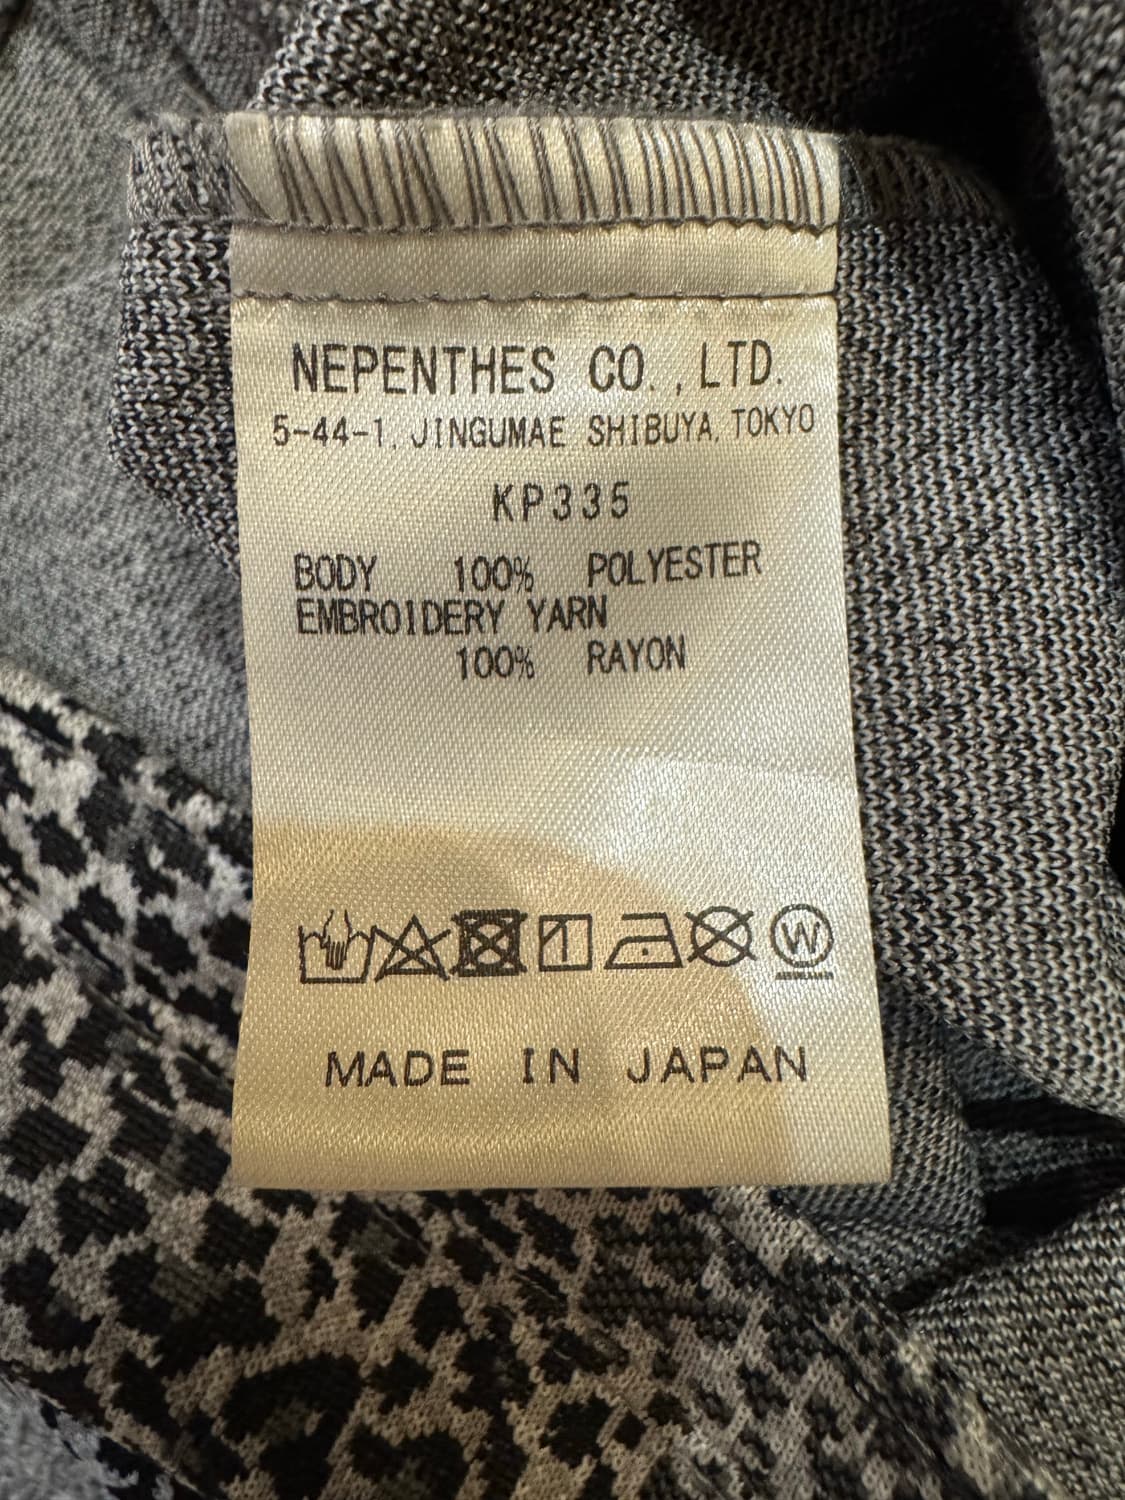 NEPENTHES CO.,LTD.
5-44-1, JINGUMAE SHIBUYA, TOKYO
KP335
BODY 100% POLYESTER
EMBROIDERY YARN
100% RAYON
W
MADE IN JAPAN